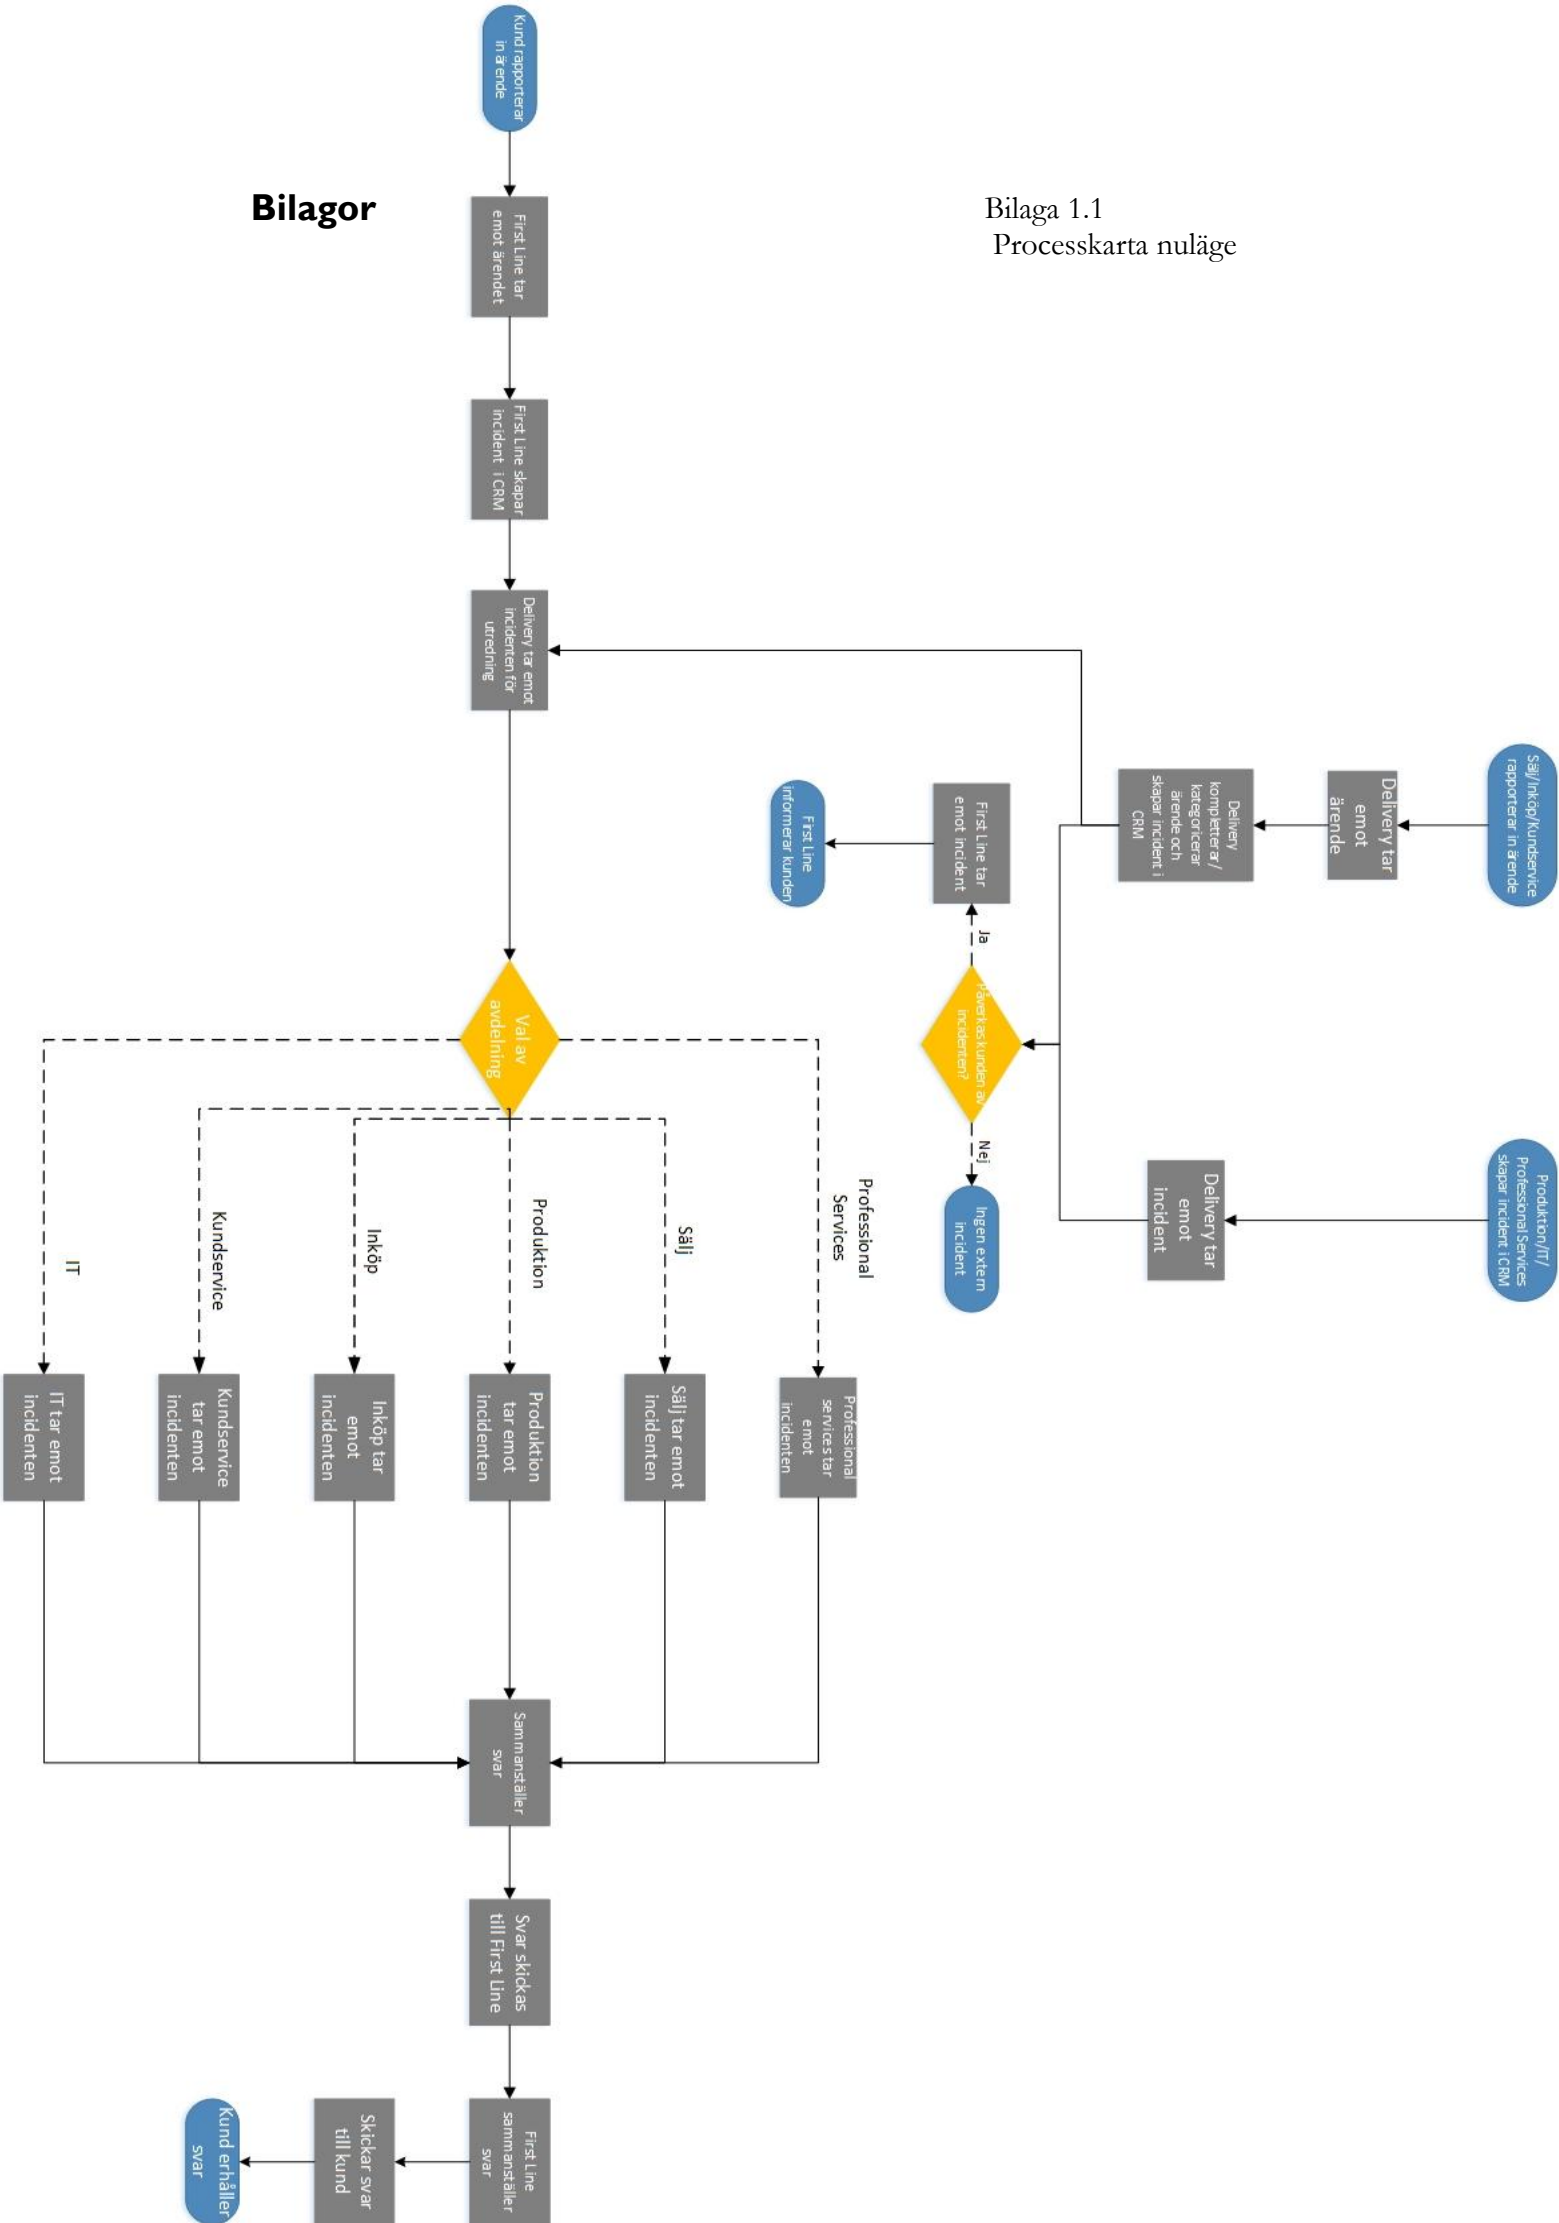 Bilagor
Bilaga 1.1
Processkarta nuläge
Kund rapporterar
in ärende
First Line tar
emot ärendet
First Line skapar
incident i CRM
Delivery tar emot
incidenten för
utredning
Sälj/Inköp/Kundservice
rapporterar in ärende
Delivery tar
emot
ärende
Delivery
kompletterar/
kategoricerar
ärende och
skapar incident i
CRM
Produktion/IT/
Professional Services
skapar incident i CRM
Delivery tar
emot
incident
Påverkas kunden av
incidenten?
Ja
Nej
First Line tar
emot incident
First Line
informerar kunden
Ingen extern
incident
Val av
avdelning
Professional
Services
Sälj
Produktion
Inköp
Kundservice
IT
Professional
services tar
emot
incidenten
Sälj tar emot
incidenten
Produktion
tar emot
incidenten
Inköp tar
emot
incidenten
Kundservice
tar emot
incidenten
IT tar emot
incidenten
Sammanställer
svar
Svar skickas
till First Line
First Line
sammanställer
svar
Skickar svar
till kund
Kund erhåller
svar